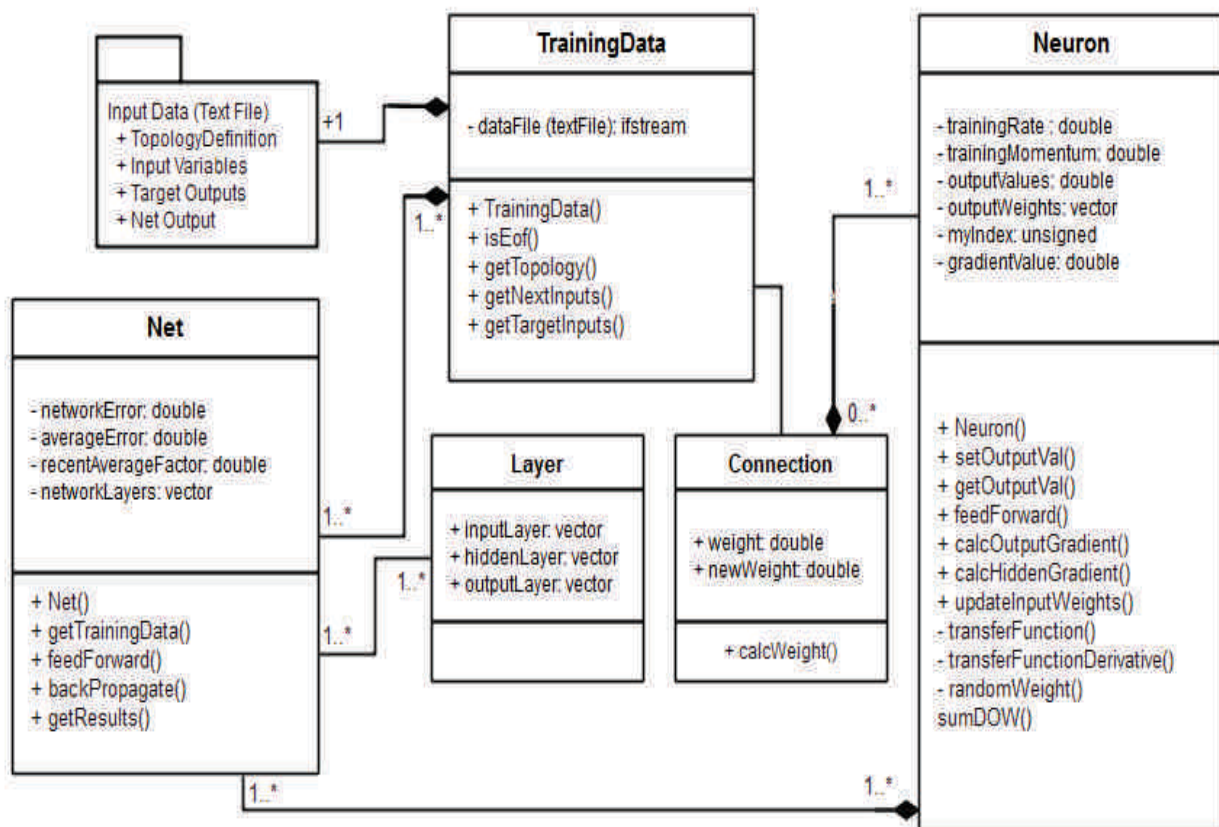 Input Data (Text File)
+ TopologyDefinition
+ Input Variables
+ Target Outputs
+ Net Output
+1
TrainingData
- dataFile (textFile): ifstream
+ TrainingData()
+ isEof()
+ getTopology()
+ getNextInputs()
+ getTargetInputs()
1..*
Neuron
- trainingRate : double
- trainingMomentum: double
- outputValues: double
- outputWeights: vector
- myIndex: unsigned
- gradientValue: double
+ Neuron()
+ setOutputVal()
+ getOutputVal()
+ feedForward()
+ calcOutputGradient()
+ calcHiddenGradient()
+ updateInputWeights()
- transferFunction()
- transferFunctionDerivative()
- randomWeight()
sumDOW()
1..*
0..*
Net
- networkError: double
- averageError: double
- recentAverageFactor: double
- networkLayers: vector
+ Net()
+ getTrainingData()
+ feedForward()
+ backPropagate()
+ getResults()
1..*
1..*
1..*
Layer
+ inputLayer: vector
+ hiddenLayer: vector
+ outputLayer: vector
Connection
+ weight: double
+ newWeight: double
+ calcWeight()
1..*
1..*